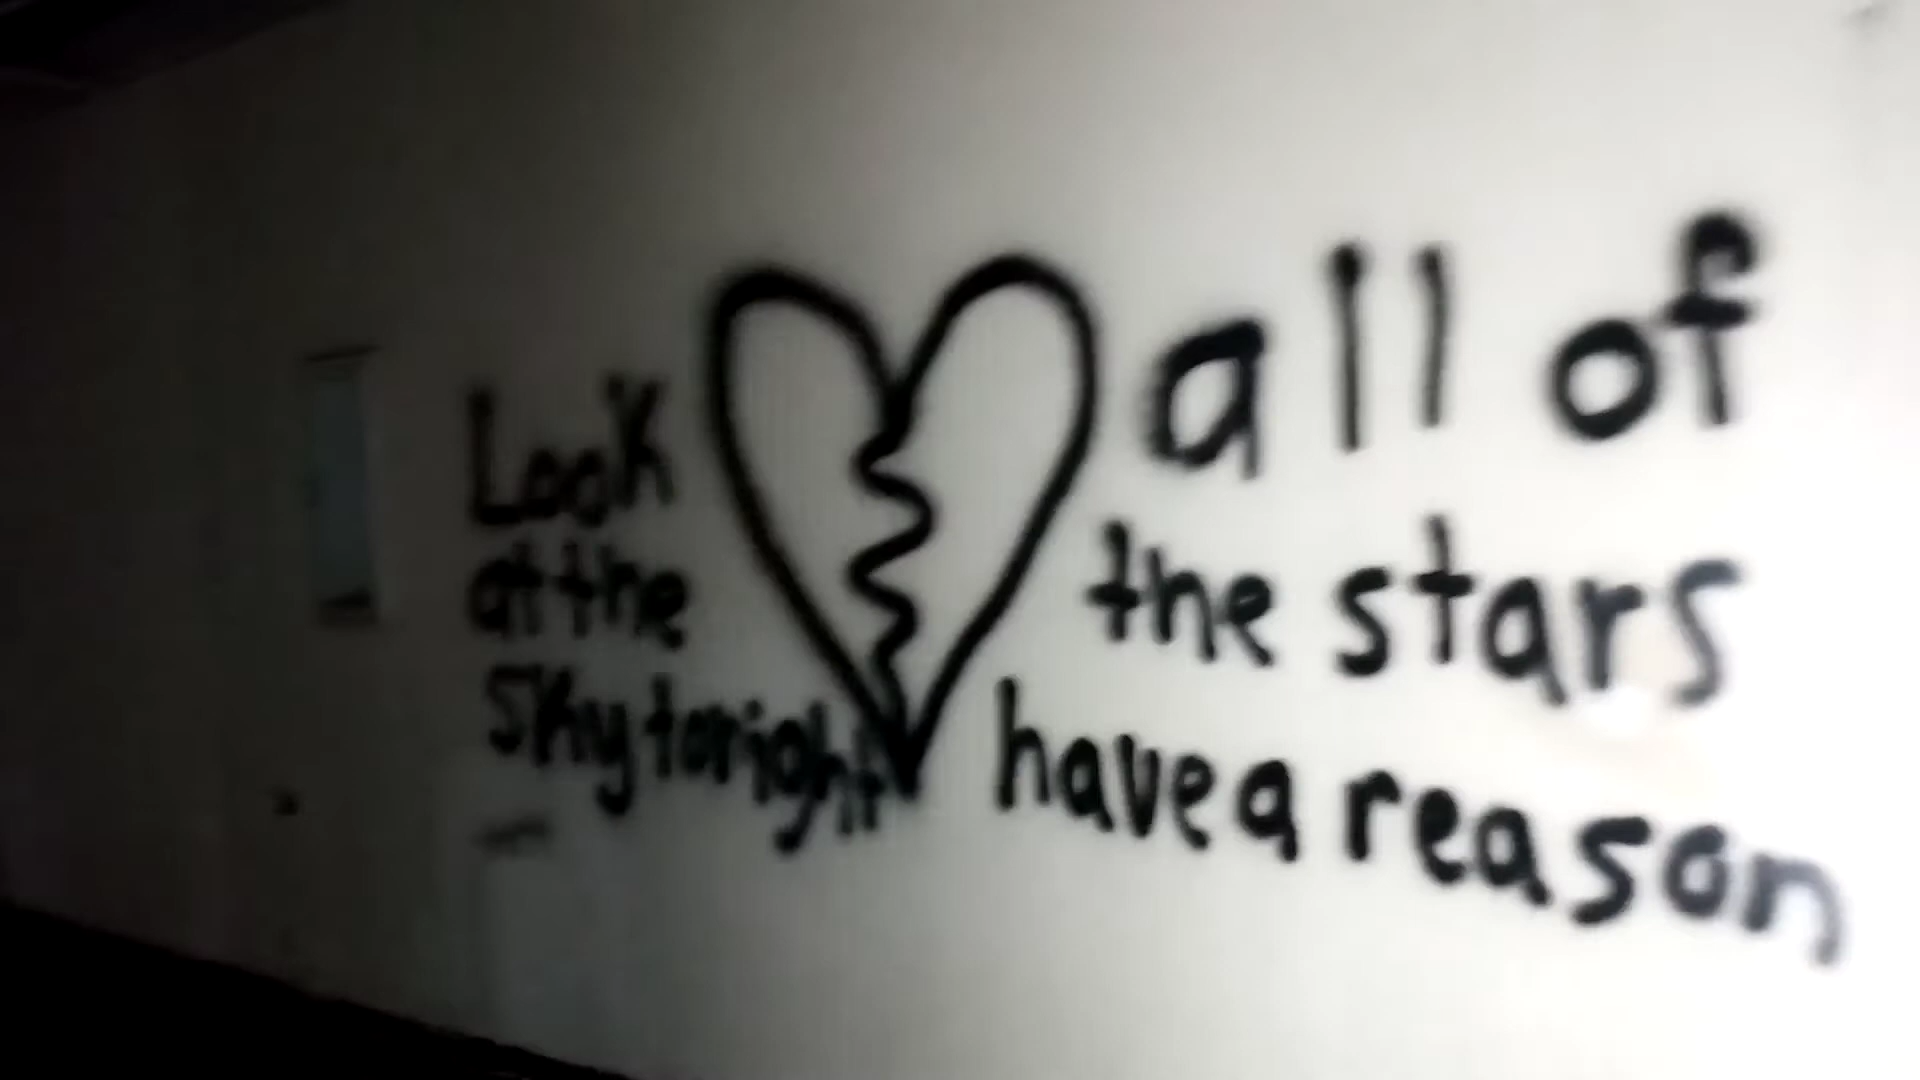 Look
at the
Sky tonight
all of
the stars
have a reason